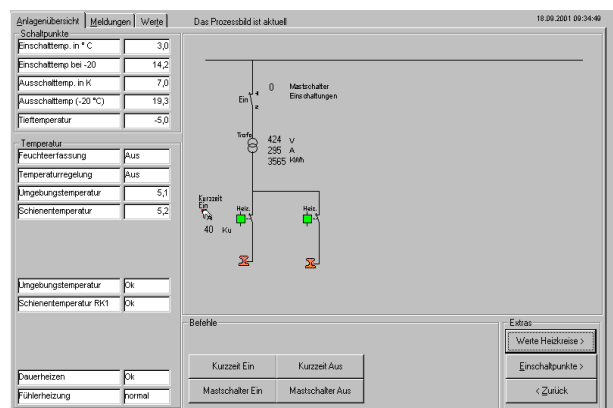 Anlagenübersicht Meldungen Werte Das Prozessbild ist aktuell 18.09.2001 09:34:49
Schaltpunkte
Einschalttemp. in ° C 3,0
Einschalttemp bei -20 14,2
Ausschalttemp. in K 7,0
Ausschalttemp (-20 °C) 19,3
Tieftemperatur -5,0
Temperatur
Feuchteerfassung Aus
Temperaturregelung Aus
Umgebungstemperatur 5,1
Schienentemperatur 5,2
Umgebungstemperatur Ok
Schienentemperatur RK1 Ok
Dauerheizen Ok
Fühlerheizung normal
0 Mastschalter
Einschaltungen
Ein
Trafo
424 V
295 A
3565 kWh
Kurzzeit
Ein
Heiz.
Heiz.
40 Ku
Befehle
Kurzzeit Ein Kurzzeit Aus
Mastschalter Ein Mastschalter Aus
Extras
Werte Heizkreise >
Einschaltpunkte >
< Zurück